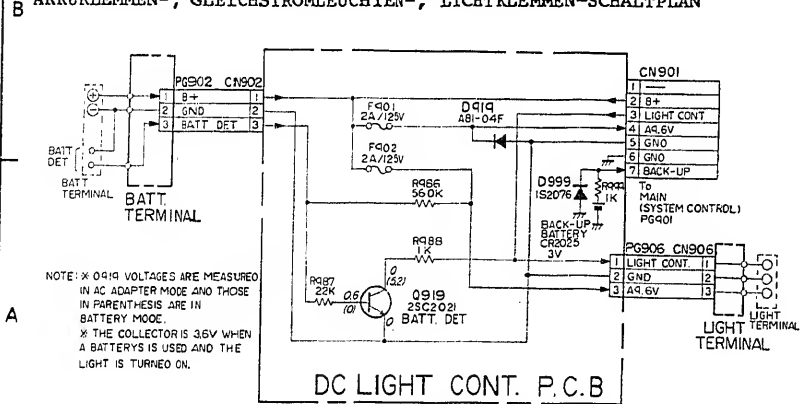 B
AKKUKLEMMEN-, GLEICHSTROMLEUCHTEN-, LICHTKLEMMEN-SCHALTPLAN
PG902 CN902
1 B+ 1
2 GND 2
3 BATT DET 3
BATT
DET
BATT
TERMINAL
BATT.
TERMINAL
F901
2A/125V
D919
A81-04F
F902
2A/125V
R986
560K
R988
1K
0
(5.2)
R987
22K
0.6
(0)
0
Q919
2SC2021
BATT. DET
D999
1S2076
R999
1K
BACK-UP
BATTERY
CR2025
3V
CN901
1
2 B+
3 LIGHT CONT
4 A9.6V
5 GND
6 GND
7 BACK-UP
To
MAIN
(SYSTEM CONTROL)
PG901
PG906 CN906
1 LIGHT CONT. 1
2 GND 2
3 A9.6V 3
LIGHT
TERMINAL
LIGHT
TERMINAL
NOTE: ※ Q919 VOLTAGES ARE MEASURED
IN AC ADAPTER MODE AND THOSE
IN PARENTHESIS ARE IN
BATTERY MODE.
※ THE COLLECTOR IS 3.6V WHEN
A BATTERYS IS USED AND THE
LIGHT IS TURNED ON.
A
DC LIGHT CONT. P.C.B